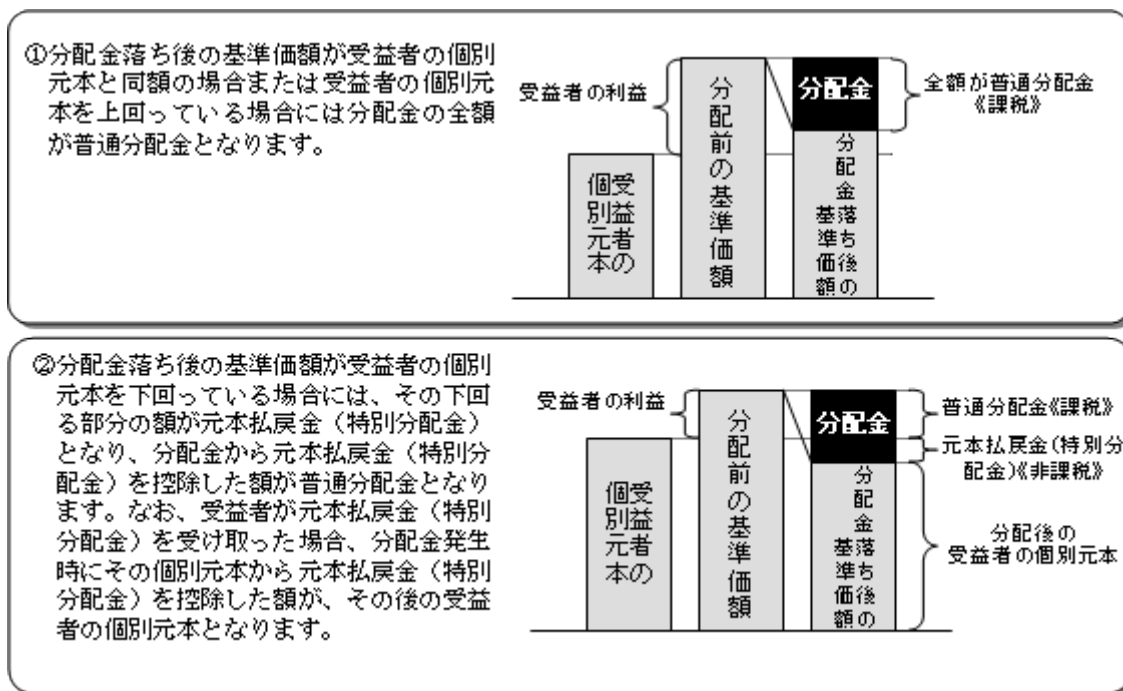 ①分配金落ち後の基準価額が受益者の個別
元本と同額の場合または受益者の個別元
本を上回っている場合には分配金の全額
が普通分配金となります。
受益者の利益
受益者の
個別元本
分配前の基準価額
分配金
分配金落ち後の
基準価額
全額が普通分配金
《課税》
②分配金落ち後の基準価額が受益者の個別
元本を下回っている場合には、その下回
る部分の額が元本払戻金（特別分配金）
となり、分配金から元本払戻金（特別分
配金）を控除した額が普通分配金となり
ます。なお、受益者が元本払戻金（特別
分配金）を受け取った場合、分配金発生
時にその個別元本から元本払戻金（特別
分配金）を控除した額が、その後の受益
者の個別元本となります。
受益者の利益
受益者の
個別元本
分配前の基準価額
分配金
分配金落ち後の
基準価額
普通分配金《課税》
元本払戻金(特別分
配金)《非課税》
分配後の
受益者の個別元本